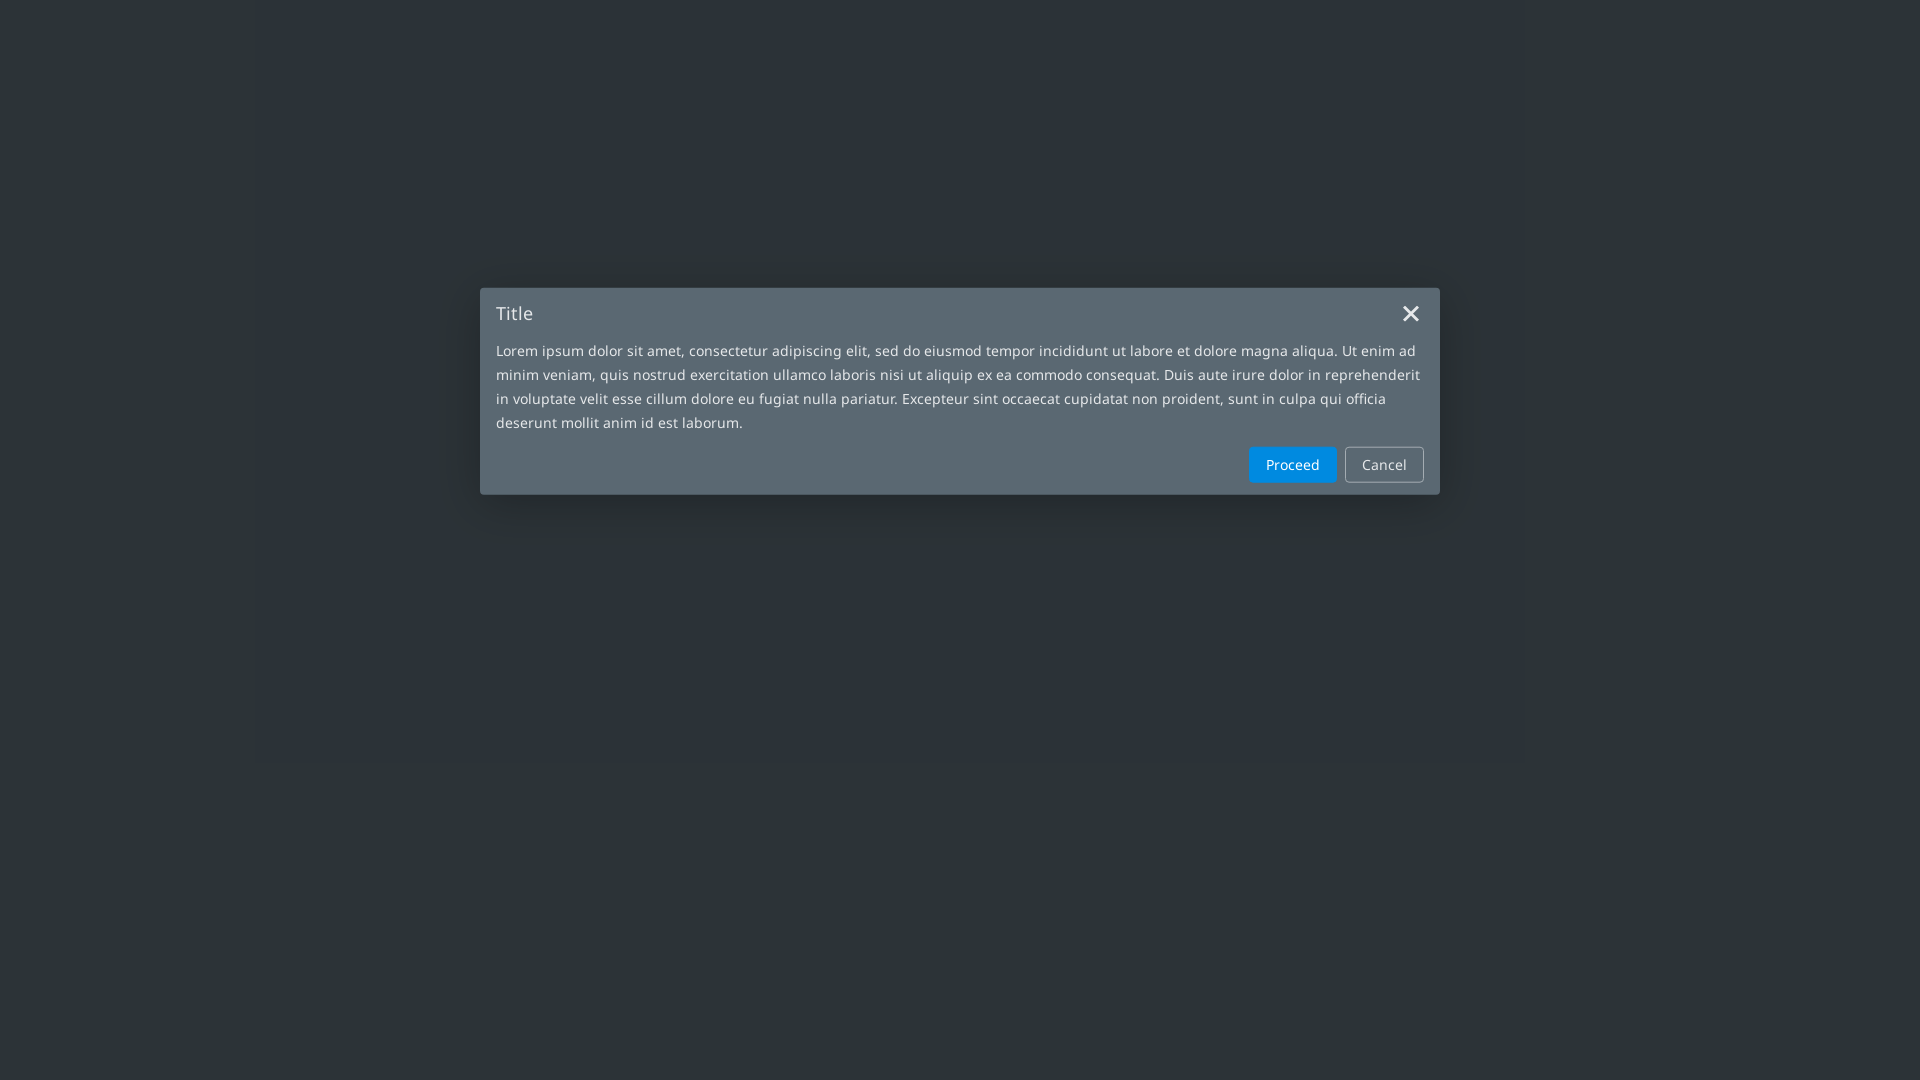 Title
Lorem ipsum dolor sit amet, consectetur adipiscing elit, sed do eiusmod tempor incididunt ut labore et dolore magna aliqua. Ut enim ad
minim veniam, quis nostrud exercitation ullamco laboris nisi ut aliquip ex ea commodo consequat. Duis aute irure dolor in reprehenderit
in voluptate velit esse cillum dolore eu fugiat nulla pariatur. Excepteur sint occaecat cupidatat non proident, sunt in culpa qui officia
deserunt mollit anim id est laborum.
Proceed
Cancel